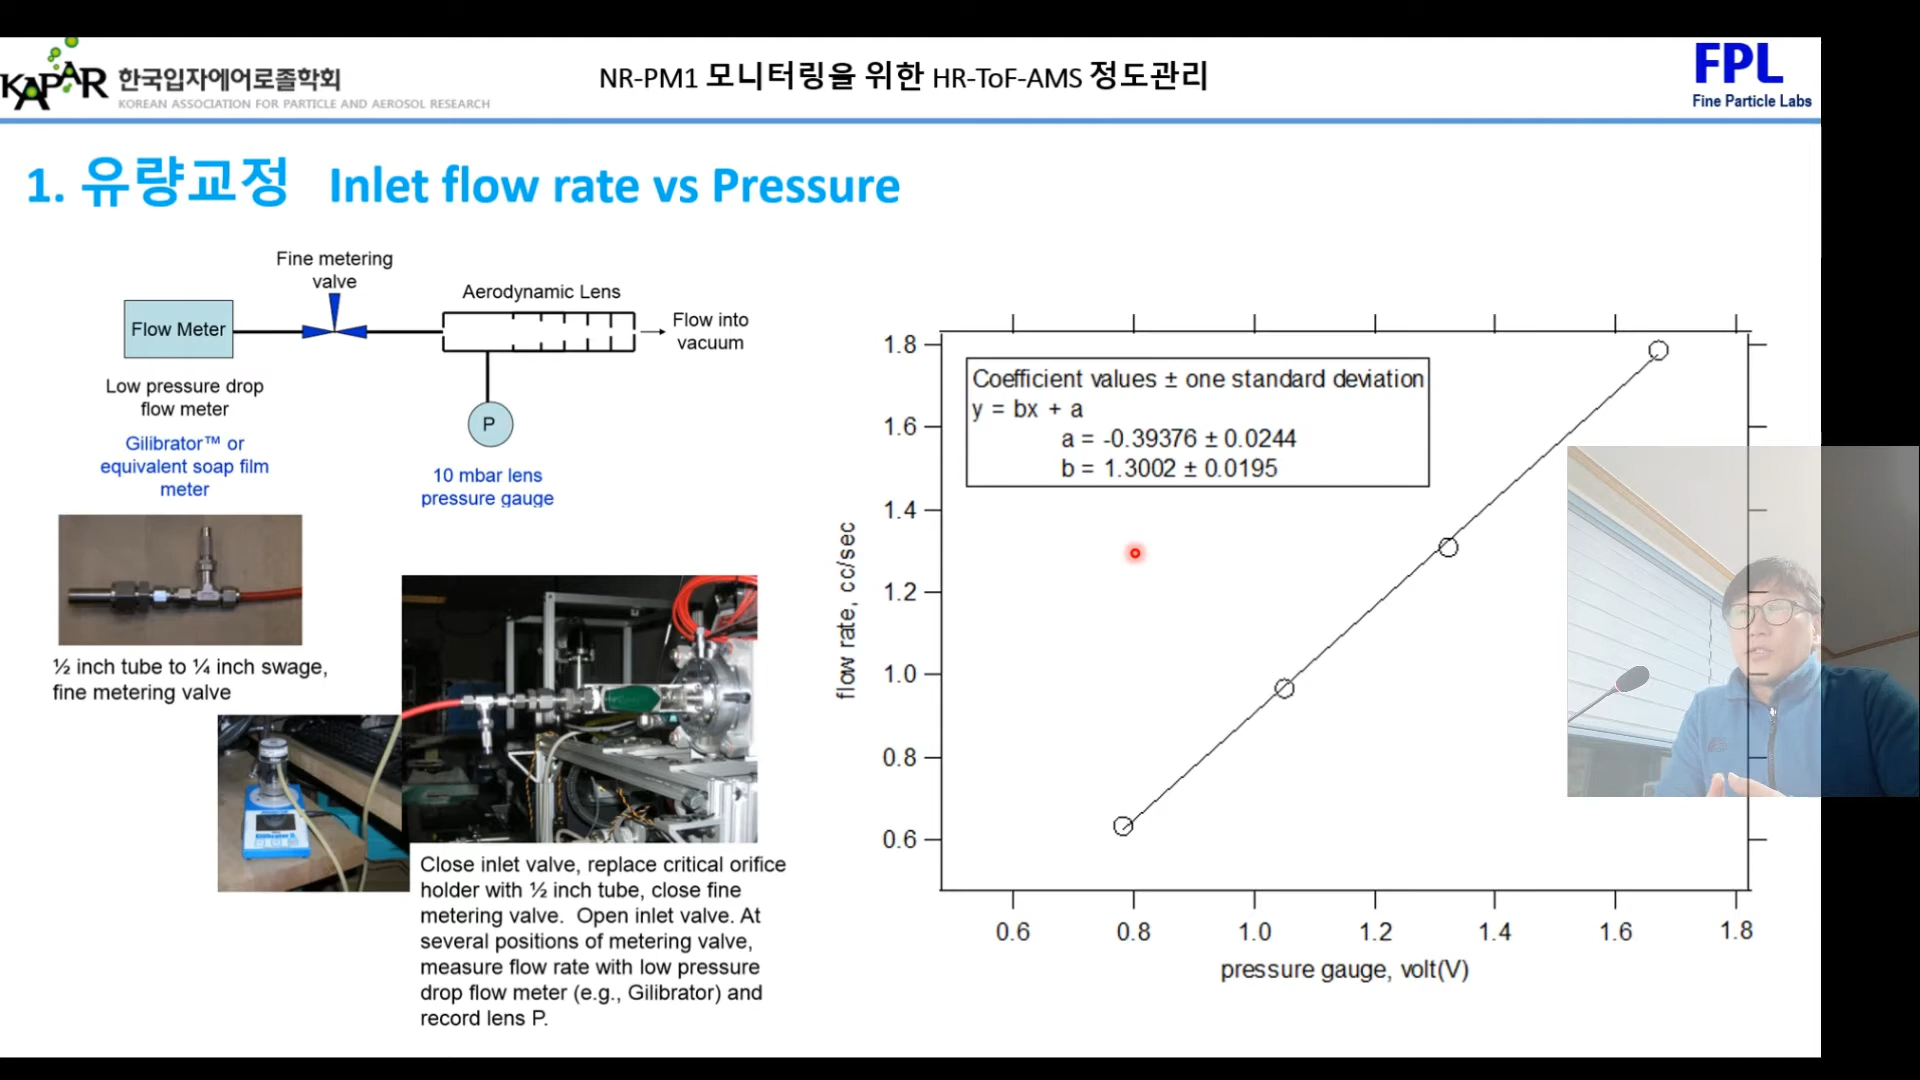 KAPAR 한국입자에어로졸학회
KOREAN ASSOCIATION FOR PARTICLE AND AEROSOL RESEARCH
NR-PM1 모니터링을 위한 HR-ToF-AMS 정도관리
FPL
Fine Particle Labs
1. 유량교정 Inlet flow rate vs Pressure
Fine metering
valve
Aerodynamic Lens
Flow Meter
Flow into
vacuum
Low pressure drop
flow meter
P
Gilibrator™ or
equivalent soap film
meter
10 mbar lens
pressure gauge
½ inch tube to ¼ inch swage,
fine metering valve
Close inlet valve, replace critical orifice
holder with ½ inch tube, close fine
metering valve. Open inlet valve. At
several positions of metering valve,
measure flow rate with low pressure
drop flow meter (e.g., Gilibrator) and
record lens P.
Coefficient values ± one standard deviation
y = bx + a
a = -0.39376 ± 0.0244
b = 1.3002 ± 0.0195
flow rate, cc/sec
1.8
1.6
1.4
1.2
1.0
0.8
0.6
0.6 0.8 1.0 1.2 1.4 1.6 1.8
pressure gauge, volt(V)